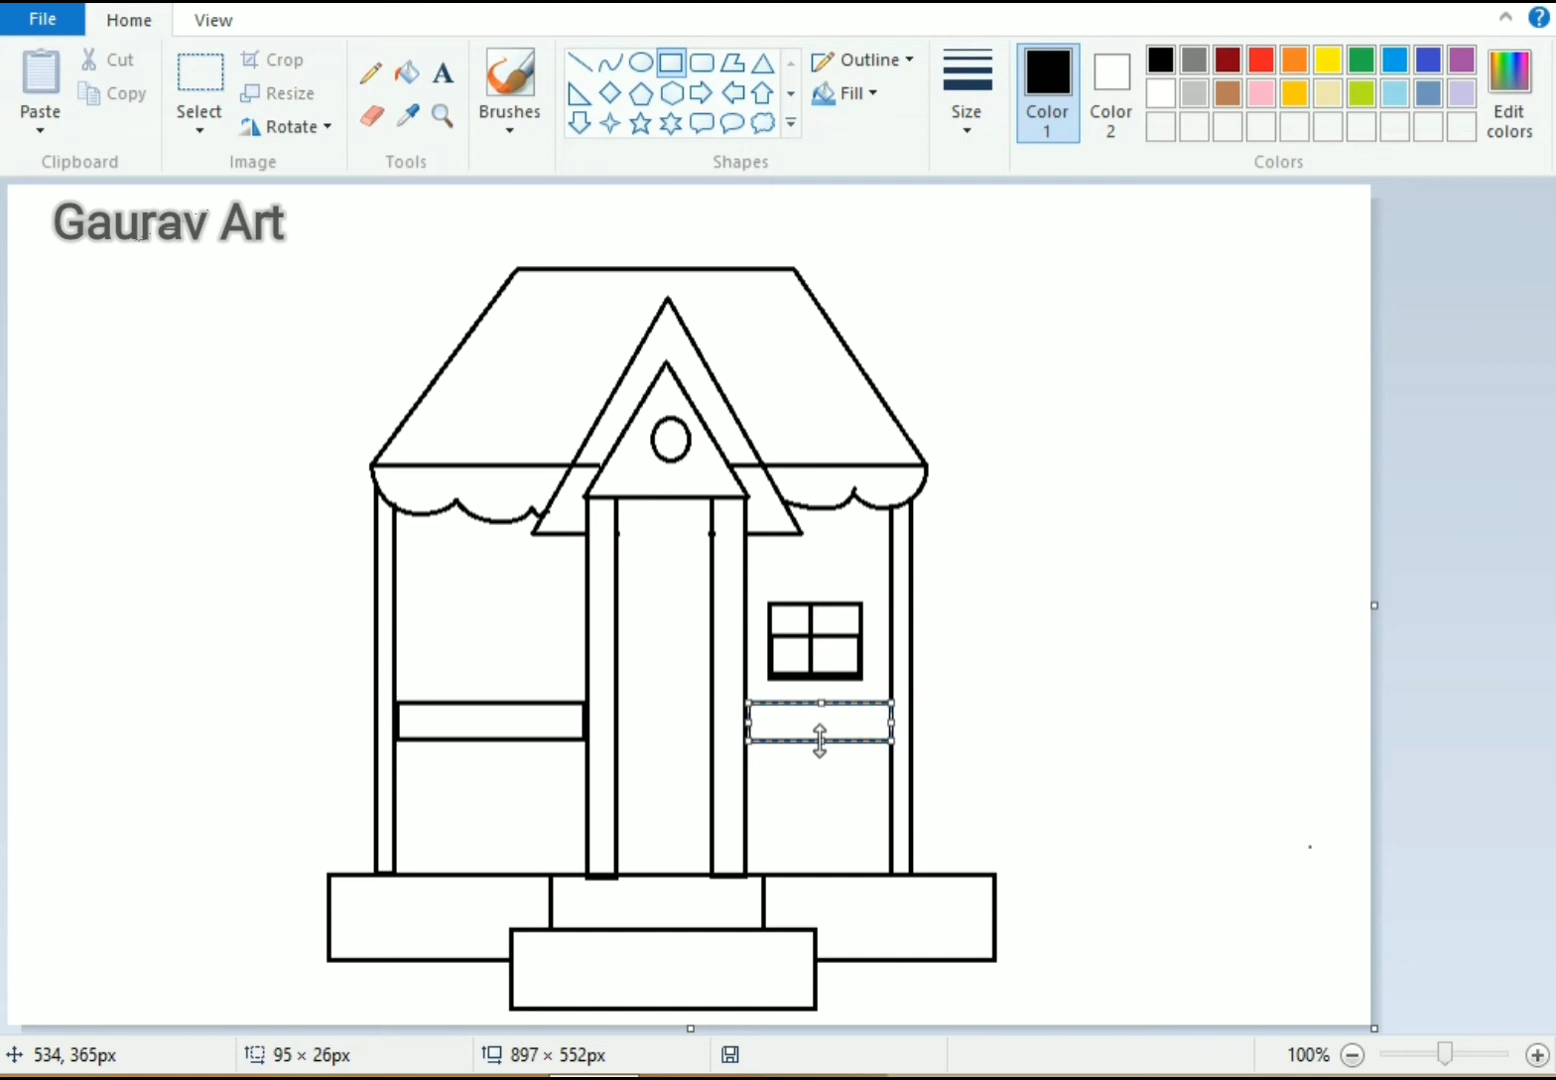 File Home View
Paste
Cut
Copy
Clipboard
Select
Crop
Resize
Rotate
Image
A
Tools
Brushes
Shapes
Outline
Fill
Size
Color 1
Color 2
Edit colors
Colors
Gaurav Art
534, 365px
95 × 26px
897 × 552px
100%